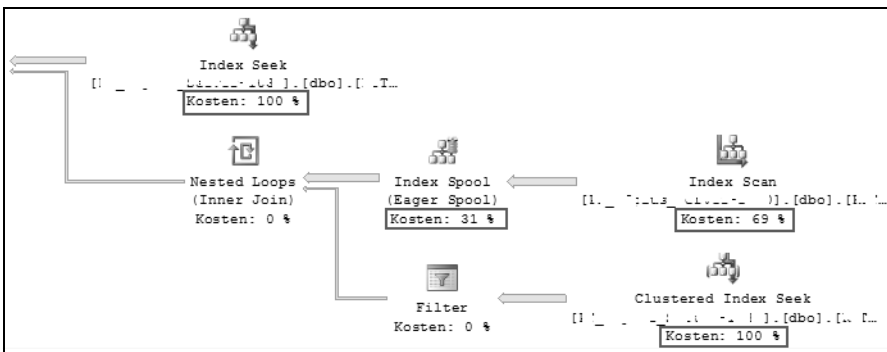 Index Seek
].[dbo].[
Kosten: 100 %
Nested Loops
(Inner Join)
Kosten: 0 %
Index Spool
(Eager Spool)
Kosten: 31 %
Index Scan
].[dbo].[
Kosten: 69 %
Filter
Kosten: 0 %
Clustered Index Seek
].[dbo].[
Kosten: 100 %